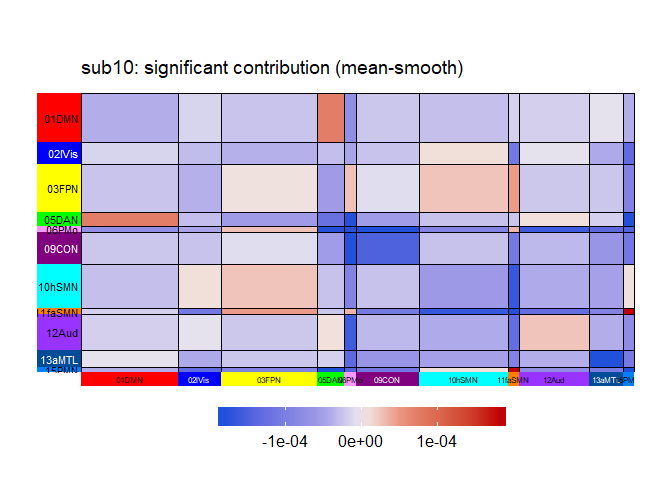 sub10: significant contribution (mean-smooth)
01DMN
02lVis
03FPN
05DAN
06PMo
09CON
10hSMN
11faSMN
12Aud
13aMTL
15PMN
01DMN 02lVis 03FPN 05DAN 06PMo 09CON 10hSMN 11faSMN 12Aud 13aMTL
-1e-04 0e+00 1e-04